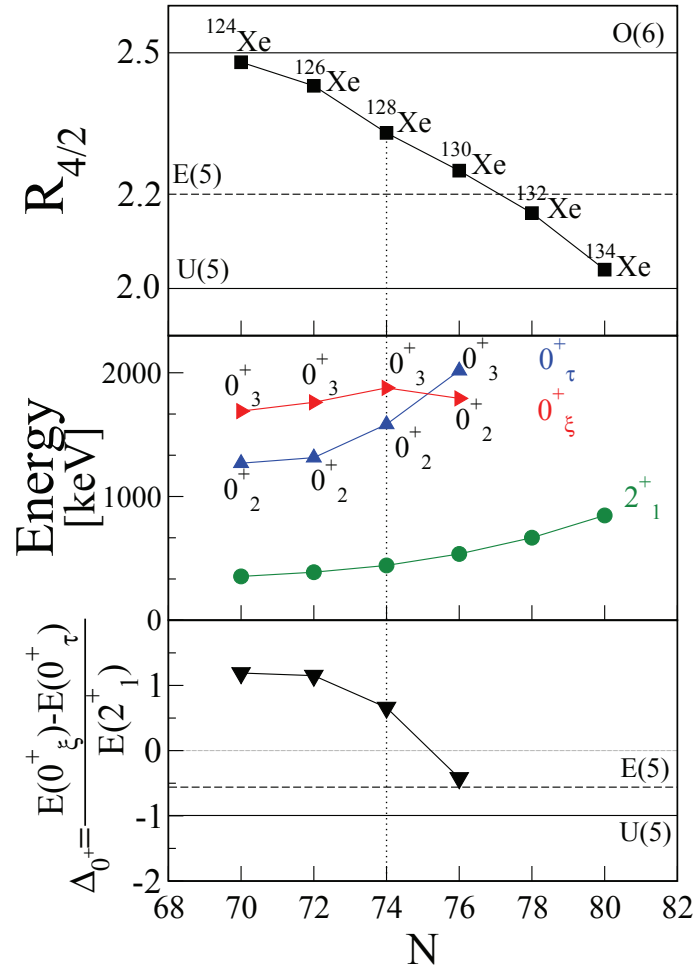 ¹²⁴Xe
O(6)
2.5
¹²⁶Xe
¹²⁸Xe
R₄/₂
¹³⁰Xe
E(5)
2.2
¹³²Xe
U(5)
¹³⁴Xe
2.0
2000
0⁺₃
0⁺₃
0⁺₃
0⁺₃
0⁺τ
0⁺ξ
0⁺₂
0⁺₂
0⁺₂
0⁺₂
Energy
[keV]
1000
2⁺₁
0
Δ₀⁺=
E(0⁺ξ)-E(0⁺τ)
E(2⁺₁)
1
0
E(5)
-1
U(5)
-2
68 70 72 74 76 78 80 82
N